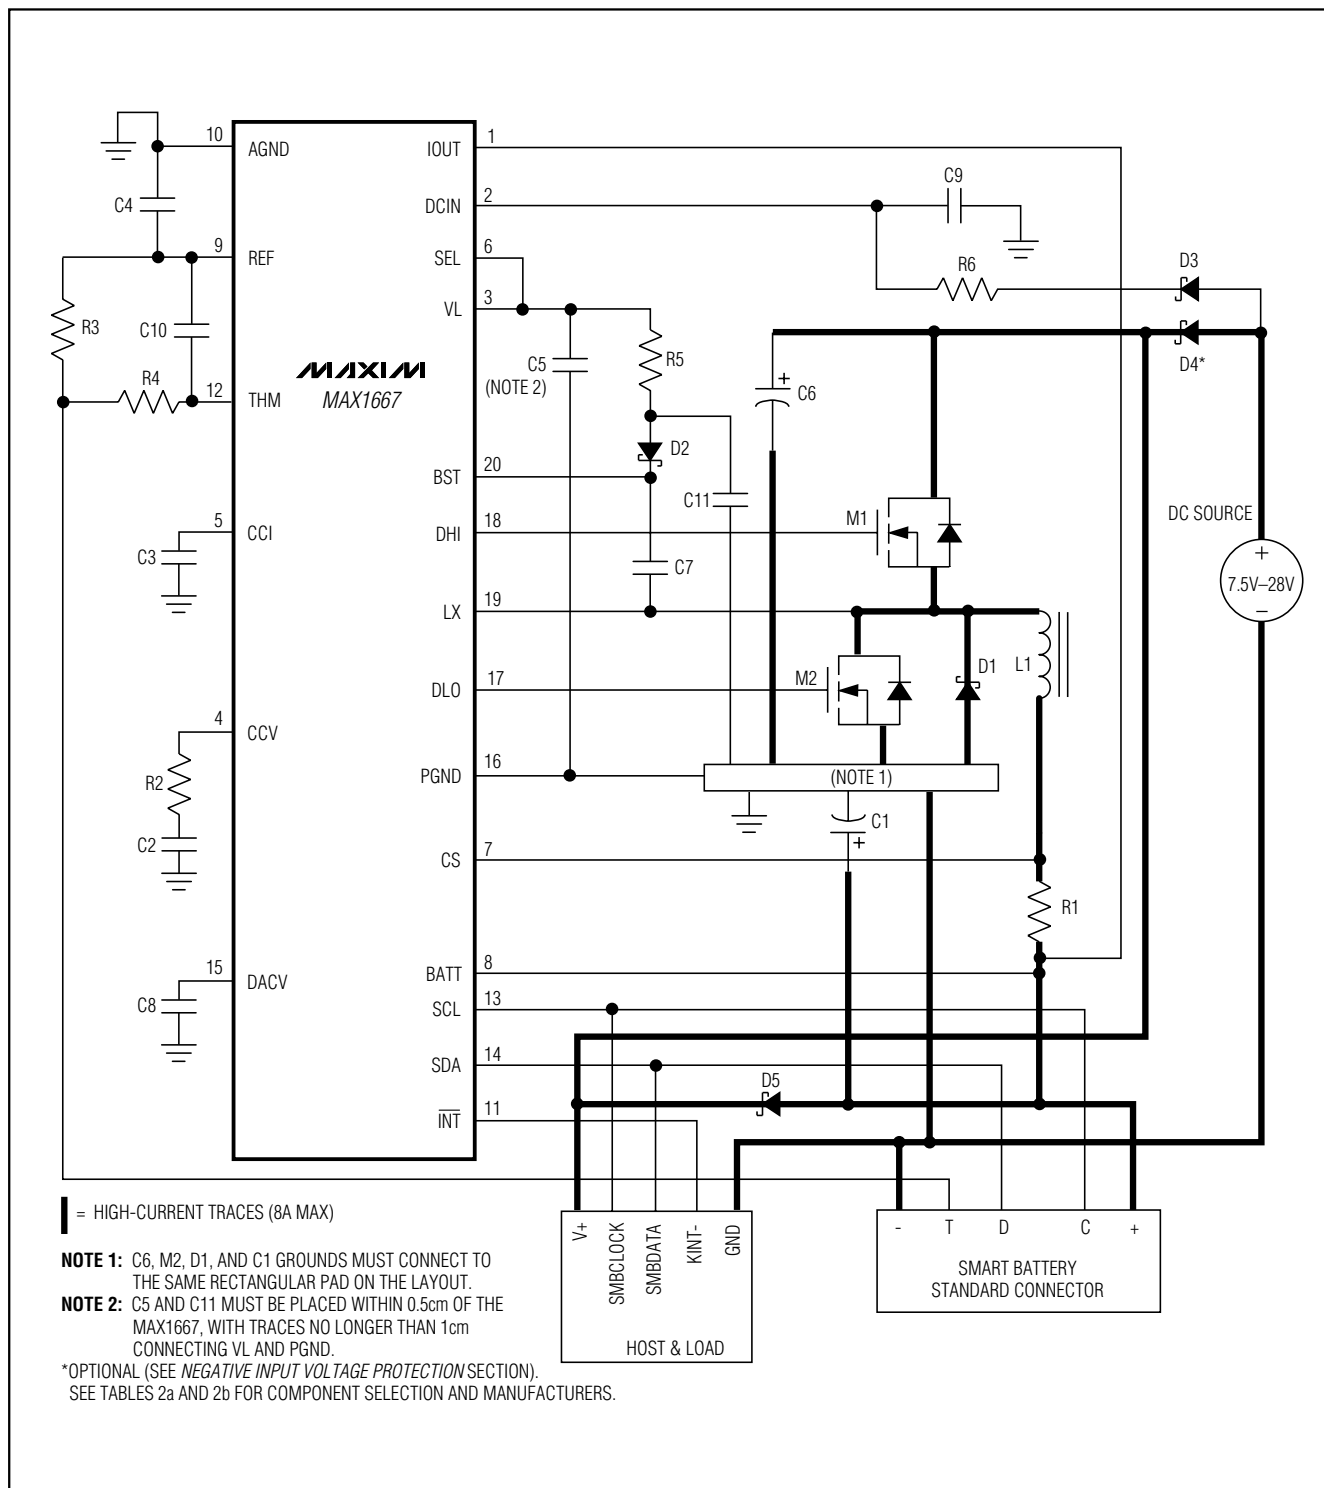 10
AGND
IOUT
1
C4
DCIN
2
C9
9
REF
SEL
6
R6
D3
VL
3
R3
C10
C5
(NOTE 2)
R5
D4*
+
C6
R4
12
THM
MAXIM
MAX1667
BST
20
D2
C11
5
CCI
DHI
18
M1
DC SOURCE
+
7.5V–28V
−
C3
C7
LX
19
L1
D1
DLO
17
M2
4
CCV
R2
PGND
16
(NOTE 1)
C1
+
C2
CS
7
R1
15
DACV
BATT
8
C8
SCL
13
SDA
14
D5
INT
11
= HIGH-CURRENT TRACES (8A MAX)
V+
SMBCLOCK
SMBDATA
KINT-
GND
HOST & LOAD
-
T
D
C
+
SMART BATTERY
STANDARD CONNECTOR
NOTE 1: C6, M2, D1, AND C1 GROUNDS MUST CONNECT TO
THE SAME RECTANGULAR PAD ON THE LAYOUT.
NOTE 2: C5 AND C11 MUST BE PLACED WITHIN 0.5cm OF THE
MAX1667, WITH TRACES NO LONGER THAN 1cm
CONNECTING VL AND PGND.
*OPTIONAL (SEE NEGATIVE INPUT VOLTAGE PROTECTION SECTION).
SEE TABLES 2a AND 2b FOR COMPONENT SELECTION AND MANUFACTURERS.